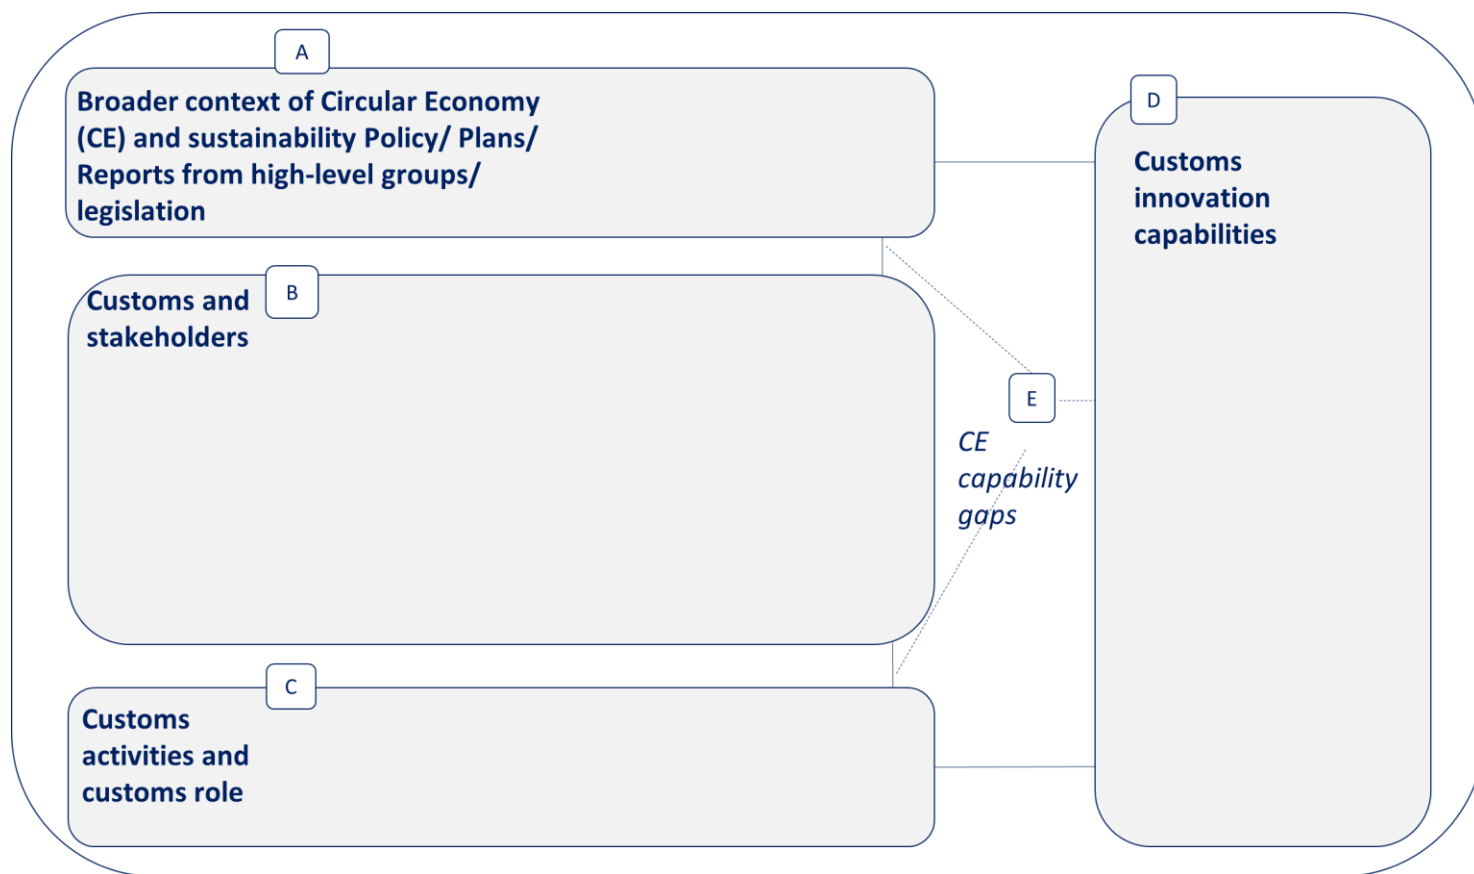 A
Broader context of Circular Economy
(CE) and sustainability Policy/ Plans/
Reports from high-level groups/
legislation
B
Customs and
stakeholders
C
Customs
activities and
customs role
D
Customs
innovation
capabilities
E
CE
capability
gaps